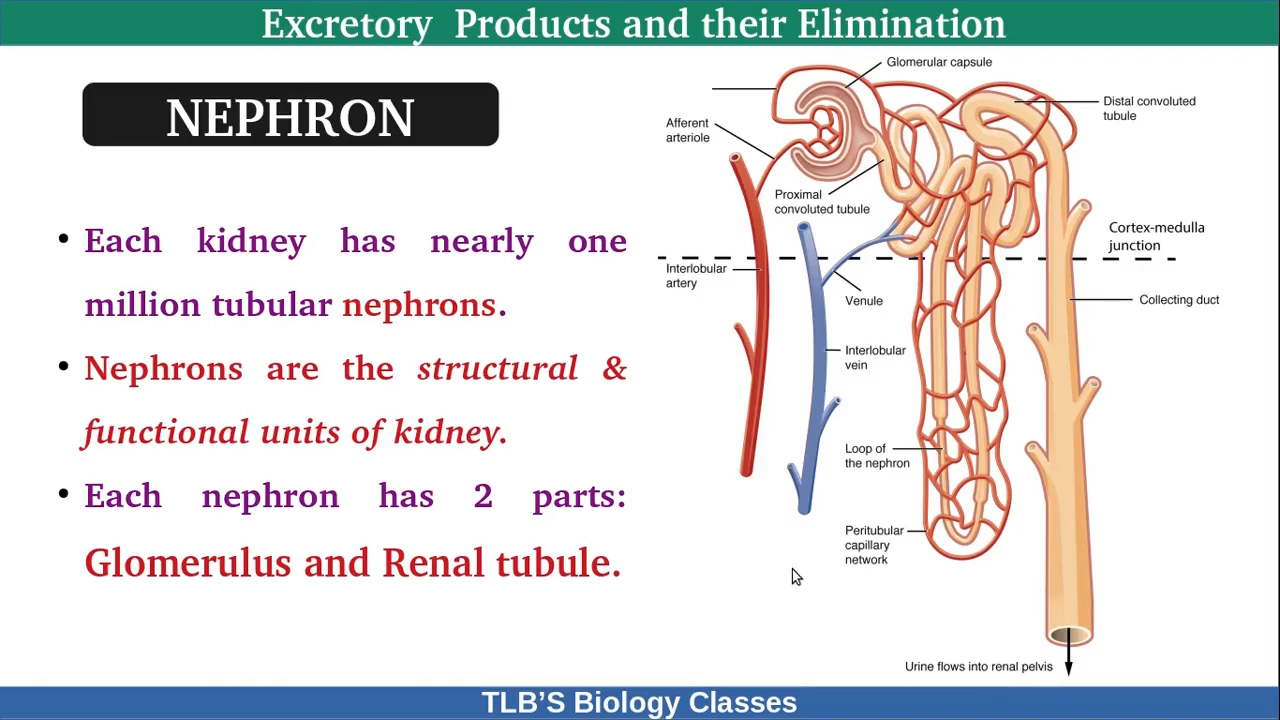 Excretory Products and their Elimination
NEPHRON
• Each kidney has nearly one
million tubular nephrons.
• Nephrons are the structural &
functional units of kidney.
• Each nephron has 2 parts:
Glomerulus and Renal tubule.
Glomerular capsule
Afferent
arteriole
Distal convoluted
tubule
Proximal
convoluted tubule
Cortex-medulla
junction
Interlobular
artery
Venule
Collecting duct
Interlobular
vein
Loop of
the nephron
Peritubular
capillary
network
Urine flows into renal pelvis
TLB'S Biology Classes